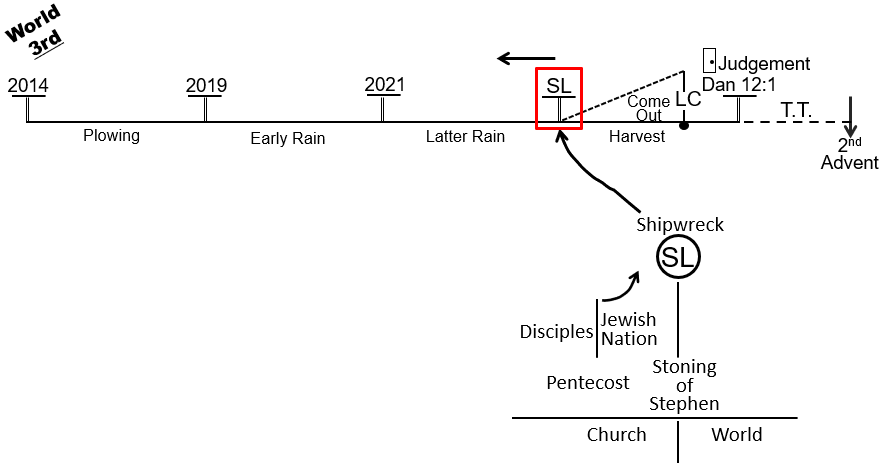 World
3rd
2014
2019
2021
SL
Come
Out
LC
Judgement
Dan 12:1
T.T.
Plowing
Early Rain
Latter Rain
Harvest
2nd
Advent
Shipwreck
SL
Disciples
Jewish
Nation
Pentecost
Stoning
of
Stephen
Church
World